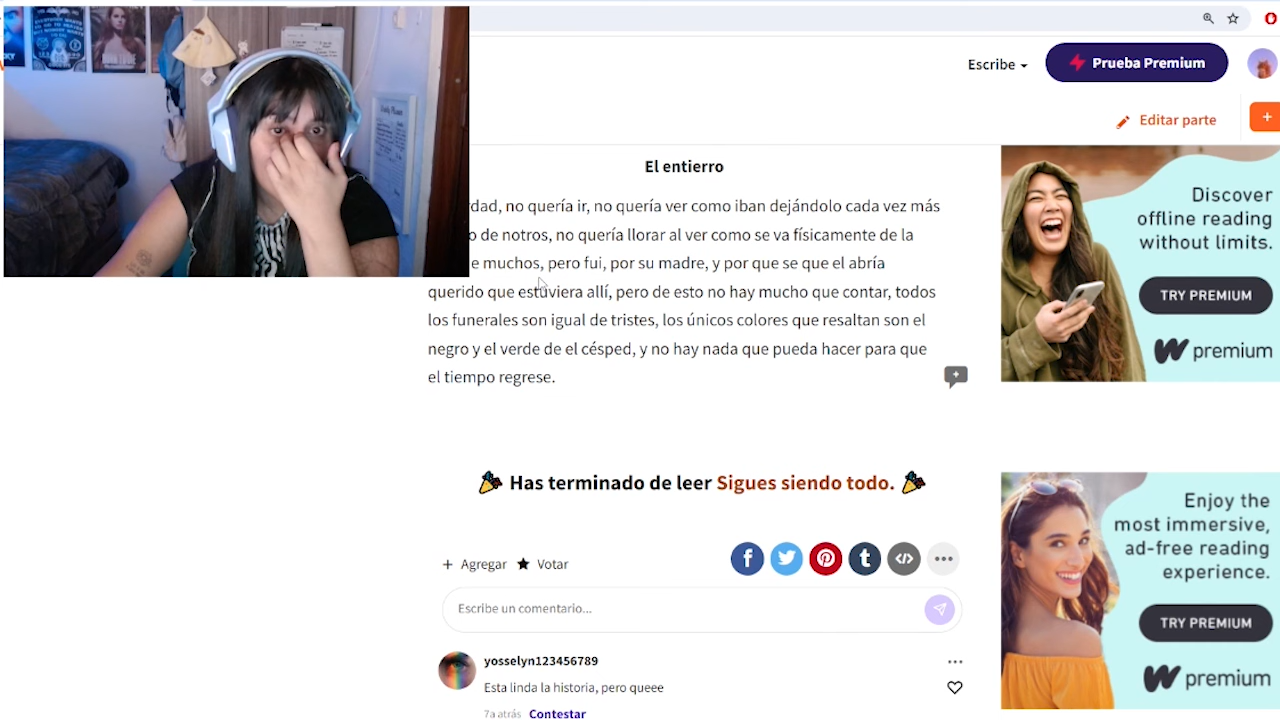 Escribe
Prueba Premium
Editar parte
+
El entierro
dad, no quería ir, no quería ver como iban dejándolo cada vez más
o de notros, no quería llorar al ver como se va físicamente de la
e muchos, pero fui, por su madre, y por que se que el abría
querido que estuviera allí, pero de esto no hay mucho que contar, todos
los funerales son igual de tristes, los únicos colores que resaltan son el
negro y el verde de el césped, y no hay nada que pueda hacer para que
el tiempo regrese.
Discover
offline reading
without limits.
TRY PREMIUM
premium
Has terminado de leer Sigues siendo todo.
+ Agregar ★ Votar
Escribe un comentario...
yosselyn123456789
Esta linda la historia, pero queee
7a atrás Contestar
Enjoy the
most immersive,
ad-free reading
experience.
TRY PREMIUM
premium